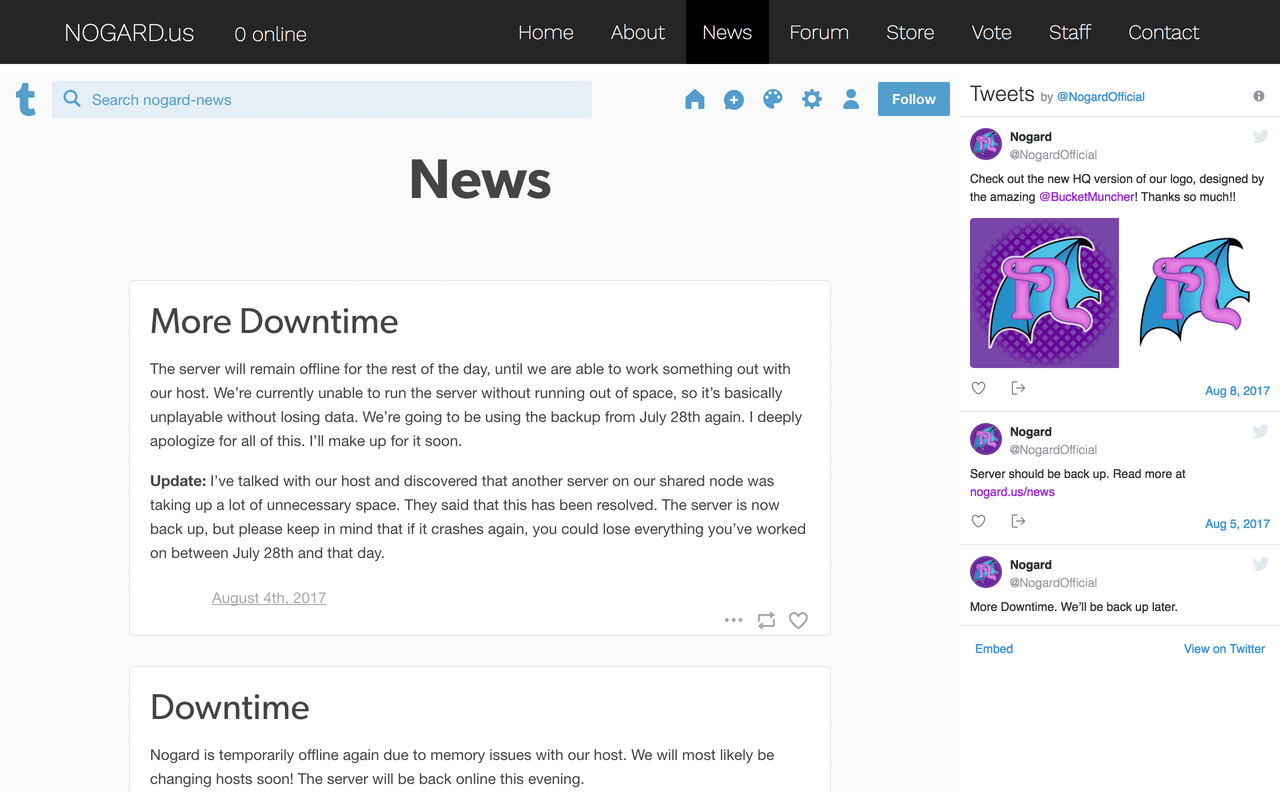 NOGARD.us 0 online Home About News Forum Store Vote Staff Contact
t Search nogard-news Follow
News
More Downtime
The server will remain offline for the rest of the day, until we are able to work something out with
our host. We’re currently unable to run the server without running out of space, so it’s basically
unplayable without losing data. We’re going to be using the backup from July 28th again. I deeply
apologize for all of this. I’ll make up for it soon.
Update: I’ve talked with our host and discovered that another server on our shared node was
taking up a lot of unnecessary space. They said that this has been resolved. The server is now
back up, but please keep in mind that if it crashes again, you could lose everything you’ve worked
on between July 28th and that day.
August 4th, 2017
Downtime
Nogard is temporarily offline again due to memory issues with our host. We will most likely be
changing hosts soon! The server will be back online this evening.
Tweets by @NogardOfficial
Nogard
@NogardOfficial
Check out the new HQ version of our logo, designed by
the amazing @BucketMuncher! Thanks so much!!
Aug 8, 2017
Nogard
@NogardOfficial
Server should be back up. Read more at
nogard.us/news
Aug 5, 2017
Nogard
@NogardOfficial
More Downtime. We’ll be back up later.
Embed View on Twitter